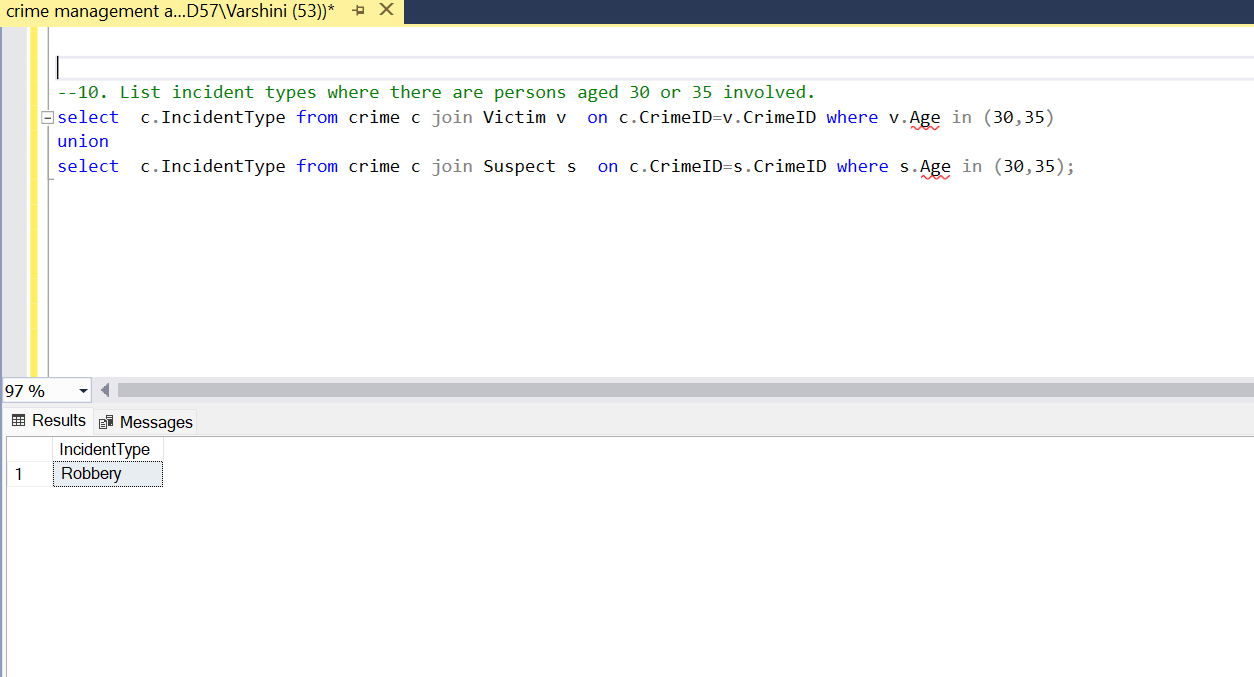 crime management a...D57\Varshini (53))*
--10. List incident types where there are persons aged 30 or 35 involved.
select  c.IncidentType from crime c join Victim v  on c.CrimeID=v.CrimeID where v.Age in (30,35)
union
select  c.IncidentType from crime c join Suspect s  on c.CrimeID=s.CrimeID where s.Age in (30,35);
97 %
Results Messages
IncidentType
1 Robbery